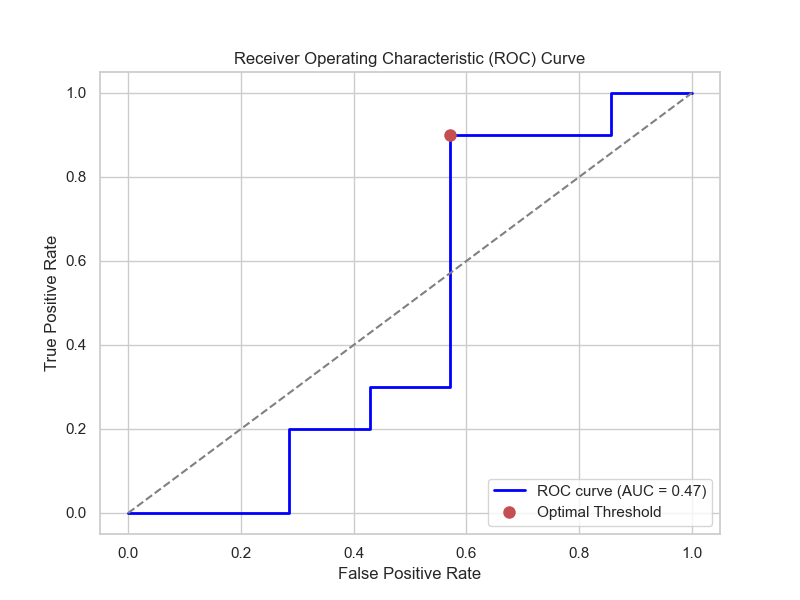 Receiver Operating Characteristic (ROC) Curve
1.0
0.8
0.6
0.4
0.2
0.0
True Positive Rate
ROC curve (AUC = 0.47)
Optimal Threshold
0.0 0.2 0.4 0.6 0.8 1.0
False Positive Rate